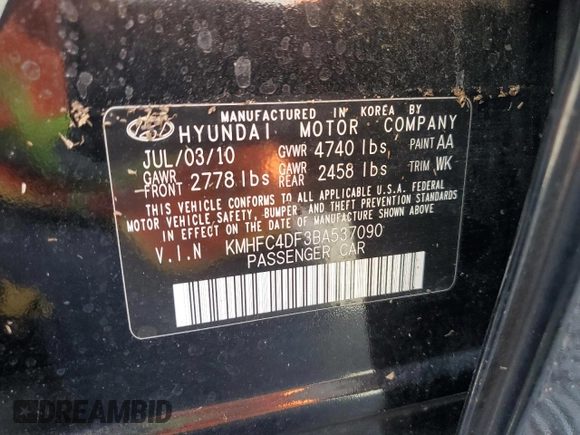 MANUFACTURED IN KOREA BY
HYUNDAI MOTOR COMPANY
JUL/03/10 GVWR 4740 lbs PAINT AA
GAWR FRONT 2778 lbs GAWR REAR 2458 lbs TRIM WK
THIS VEHICLE CONFORMS TO ALL APPLICABLE U.S.A. FEDERAL
MOTOR VEHICLE SAFETY, BUMPER, AND THEFT PREVENTION STANDARDS
IN EFFECT ON THE DATE OF MANUFACTURE SHOWN ABOVE.
V.I.N KMHFC4DF3BA537090
PASSENGER CAR
DREAMBID